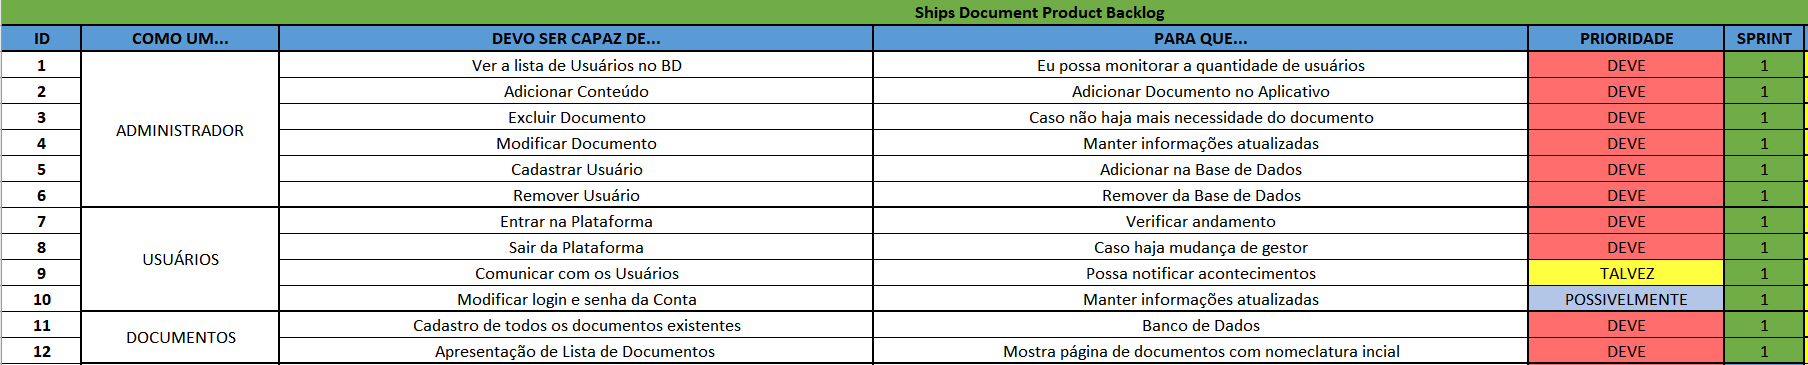 Ships Document Product Backlog
ID COMO UM... DEVO SER CAPAZ DE... PARA QUE... PRIORIDADE SPRINT
1 Ver a lista de Usuários no BD Eu possa monitorar a quantidade de usuários DEVE 1
2 Adicionar Conteúdo Adicionar Documento no Aplicativo DEVE 1
3 Excluir Documento Caso não haja mais necessidade do documento DEVE 1
ADMINISTRADOR
4 Modificar Documento Manter informações atualizadas DEVE 1
5 Cadastrar Usuário Adicionar na Base de Dados DEVE 1
6 Remover Usuário Remover da Base de Dados DEVE 1
7 Entrar na Plataforma Verificar andamento DEVE 1
8 Sair da Plataforma Caso haja mudança de gestor DEVE 1
USUÁRIOS
9 Comunicar com os Usuários Possa notificar acontecimentos TALVEZ 1
10 Modificar login e senha da Conta Manter informações atualizadas POSSIVELMENTE 1
11 Cadastro de todos os documentos existentes Banco de Dados DEVE 1
DOCUMENTOS
12 Apresentação de Lista de Documentos Mostra página de documentos com nomeclatura incial DEVE 1